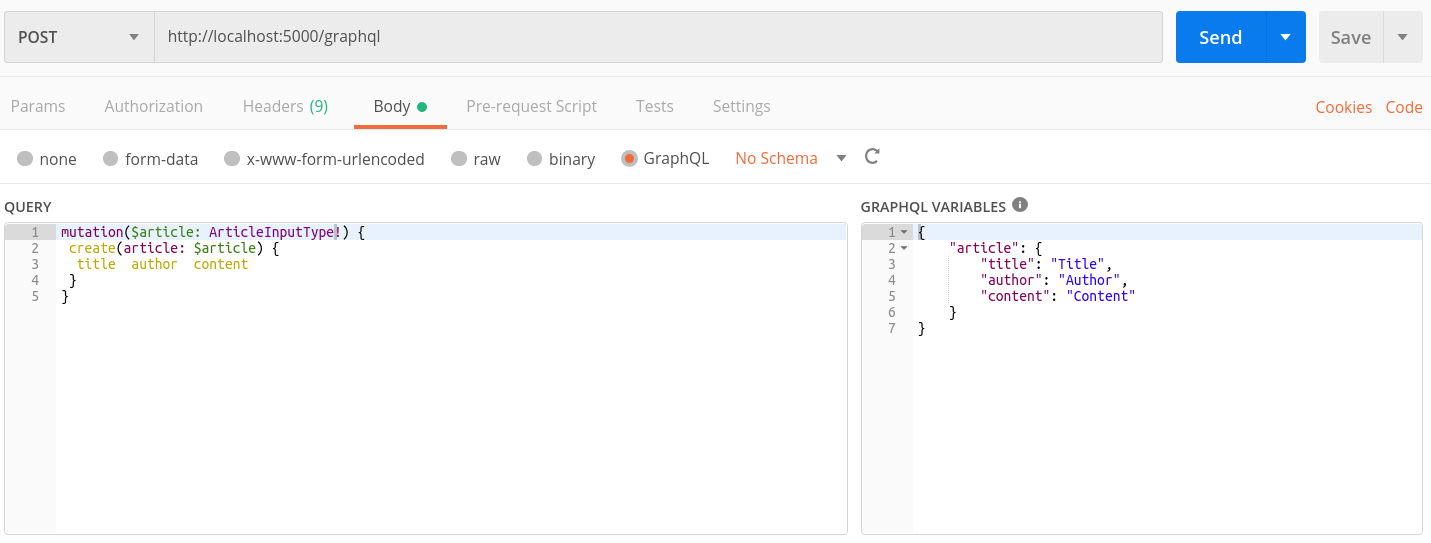 POST http://localhost:5000/graphql Send Save
Params Authorization Headers (9) Body Pre-request Script Tests Settings Cookies Code
none form-data x-www-form-urlencoded raw binary GraphQL No Schema
QUERY
1 mutation($article: ArticleInputType!) {
2 create(article: $article) {
3 title author content
4 }
5 }
GRAPHQL VARIABLES i
1 {
2 "article": {
3 "title": "Title",
4 "author": "Author",
5 "content": "Content"
6 }
7 }